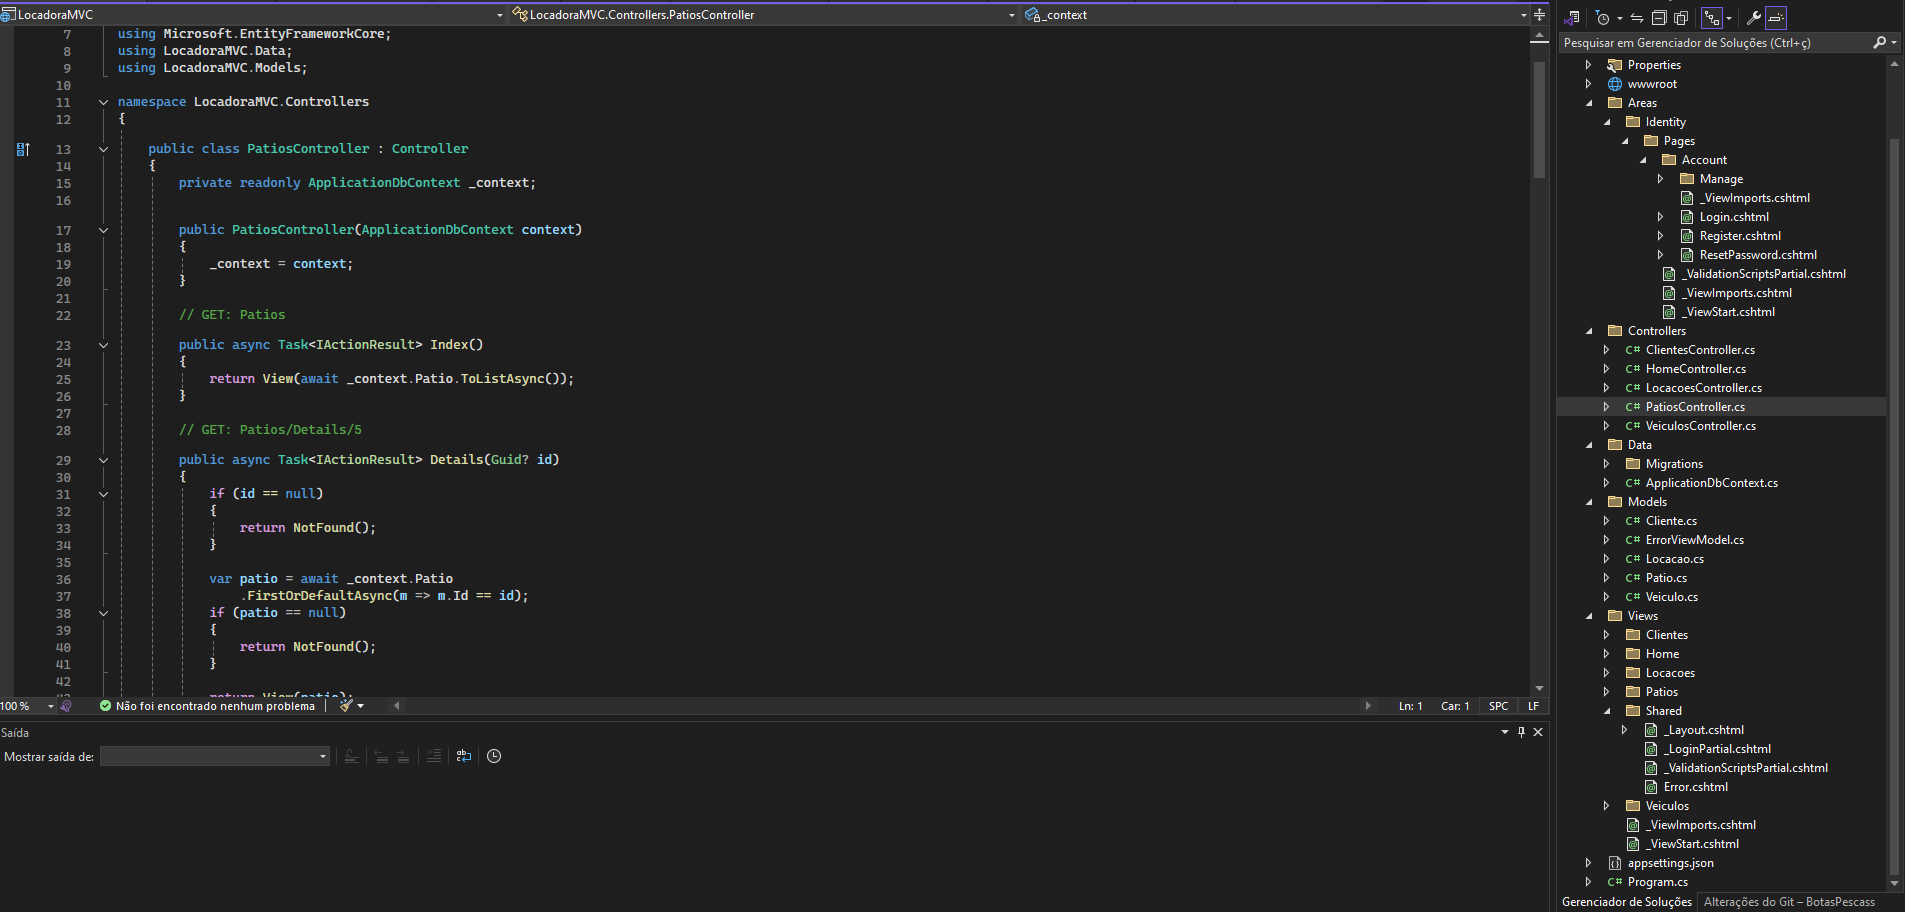 LocadoraMVC
LocadoraMVC.Controllers.PatiosController
_context
7 using Microsoft.EntityFrameworkCore;
8 using LocadoraMVC.Data;
9 using LocadoraMVC.Models;
10
11 namespace LocadoraMVC.Controllers
12 {
13 public class PatiosController : Controller
14 {
15 private readonly ApplicationDbContext _context;
16
17 public PatiosController(ApplicationDbContext context)
18 {
19 _context = context;
20 }
21
22 // GET: Patios
23 public async Task<IActionResult> Index()
24 {
25 return View(await _context.Patio.ToListAsync());
26 }
27
28 // GET: Patios/Details/5
29 public async Task<IActionResult> Details(Guid? id)
30 {
31 if (id == null)
32 {
33 return NotFound();
34 }
35
36 var patio = await _context.Patio
37 .FirstOrDefaultAsync(m => m.Id == id);
38 if (patio == null)
39 {
40 return NotFound();
41 }
42
return View(patio);
100 %
Não foi encontrado nenhum problema
Ln: 1 Car: 1 SPC LF
Saída
Mostrar saída de:
Pesquisar em Gerenciador de Soluções (Ctrl+ç)
Properties
wwwroot
Areas
Identity
Pages
Account
Manage
_ViewImports.cshtml
Login.cshtml
Register.cshtml
ResetPassword.cshtml
_ValidationScriptsPartial.cshtml
_ViewImports.cshtml
_ViewStart.cshtml
Controllers
C# ClientesController.cs
C# HomeController.cs
C# LocacoesController.cs
C# PatiosController.cs
C# VeiculosController.cs
Data
Migrations
C# ApplicationDbContext.cs
Models
C# Cliente.cs
C# ErrorViewModel.cs
C# Locacao.cs
C# Patio.cs
C# Veiculo.cs
Views
Clientes
Home
Locacoes
Patios
Shared
_Layout.cshtml
_LoginPartial.cshtml
_ValidationScriptsPartial.cshtml
Error.cshtml
Veiculos
_ViewImports.cshtml
_ViewStart.cshtml
appsettings.json
C# Program.cs
Gerenciador de Soluções
Alterações do Git – BotasPescass